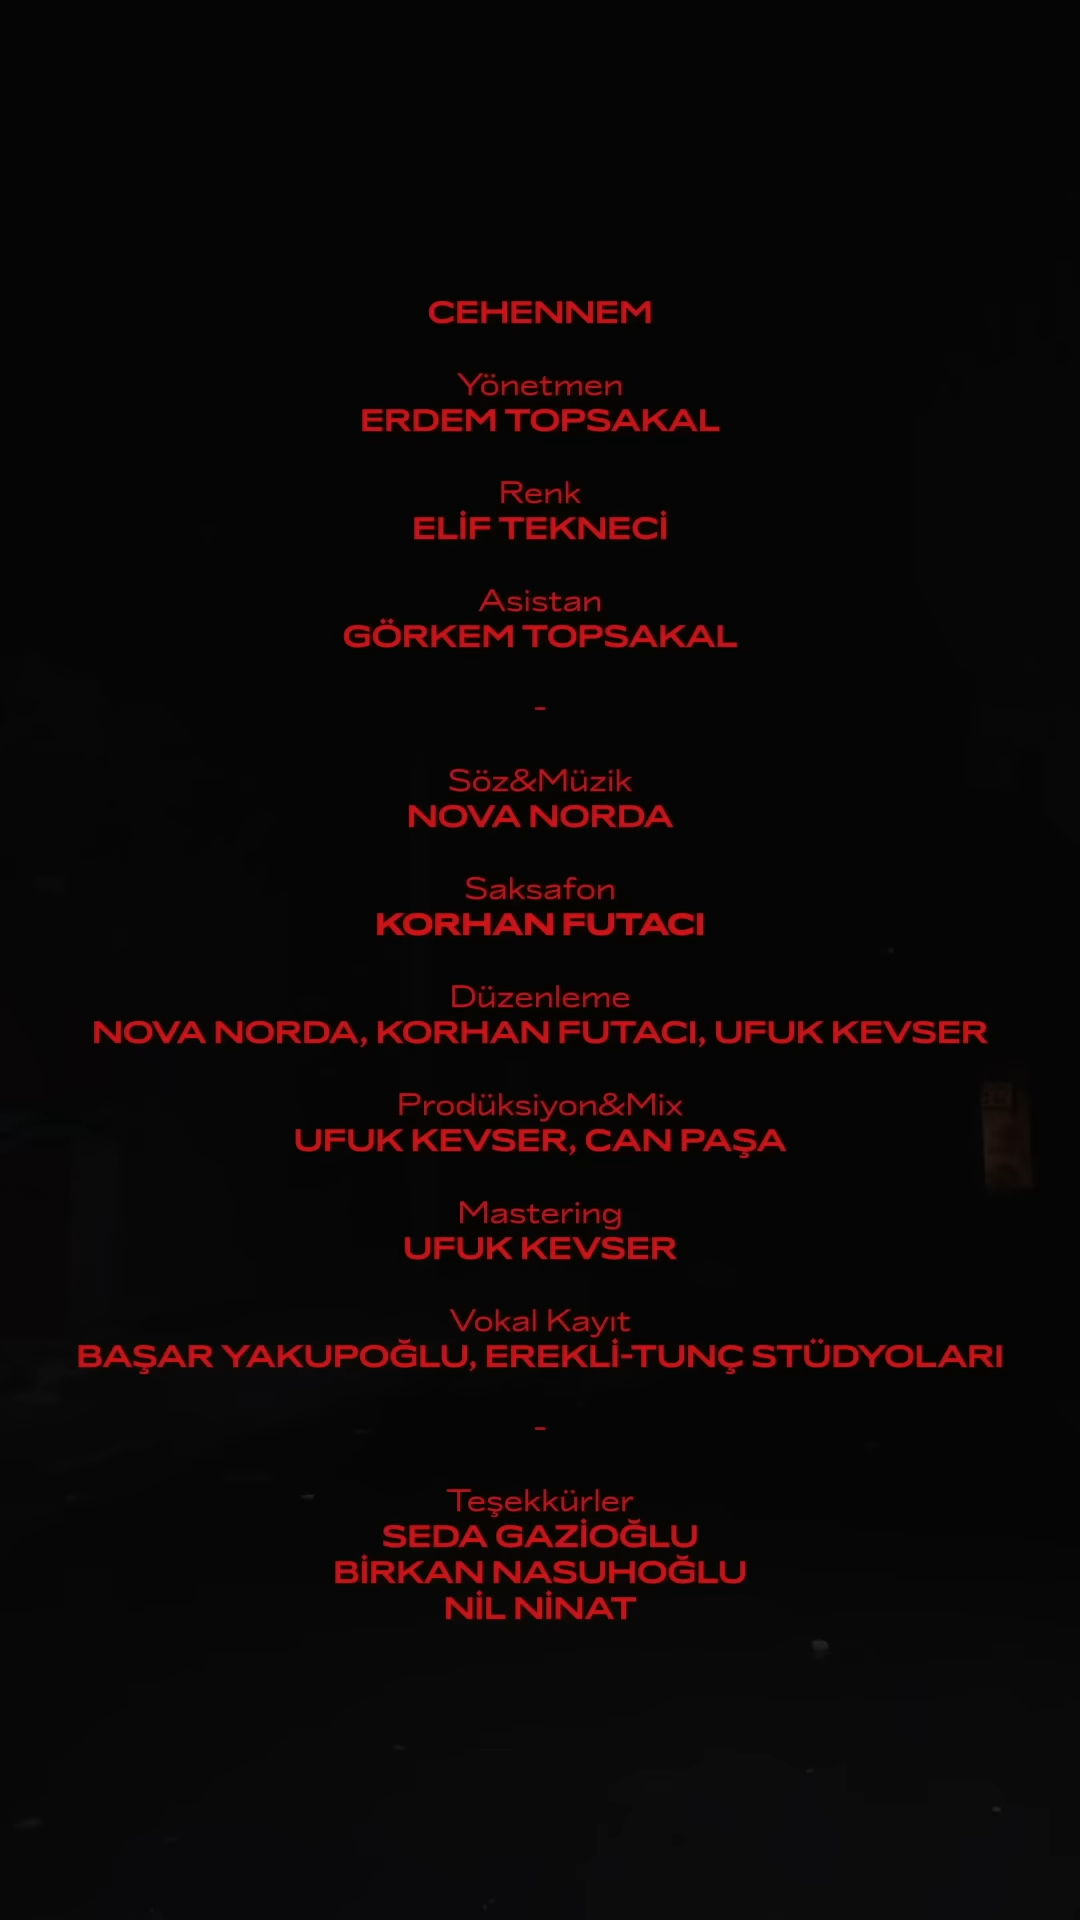 CEHENNEM
Yönetmen
ERDEM TOPSAKAL
Renk
ELİF TEKNECİ
Asistan
GÖRKEM TOPSAKAL
-
Söz&Müzik
NOVA NORDA
Saksafon
KORHAN FUTACI
Düzenleme
NOVA NORDA, KORHAN FUTACI, UFUK KEVSER
Prodüksiyon&Mix
UFUK KEVSER, CAN PAŞA
Mastering
UFUK KEVSER
Vokal Kayıt
BAŞAR YAKUPOĞLU, EREKLİ-TUNÇ STÜDYOLARI
-
Teşekkürler
SEDA GAZİOĞLU
BİRKAN NASUHOĞLU
NİL NİNAT